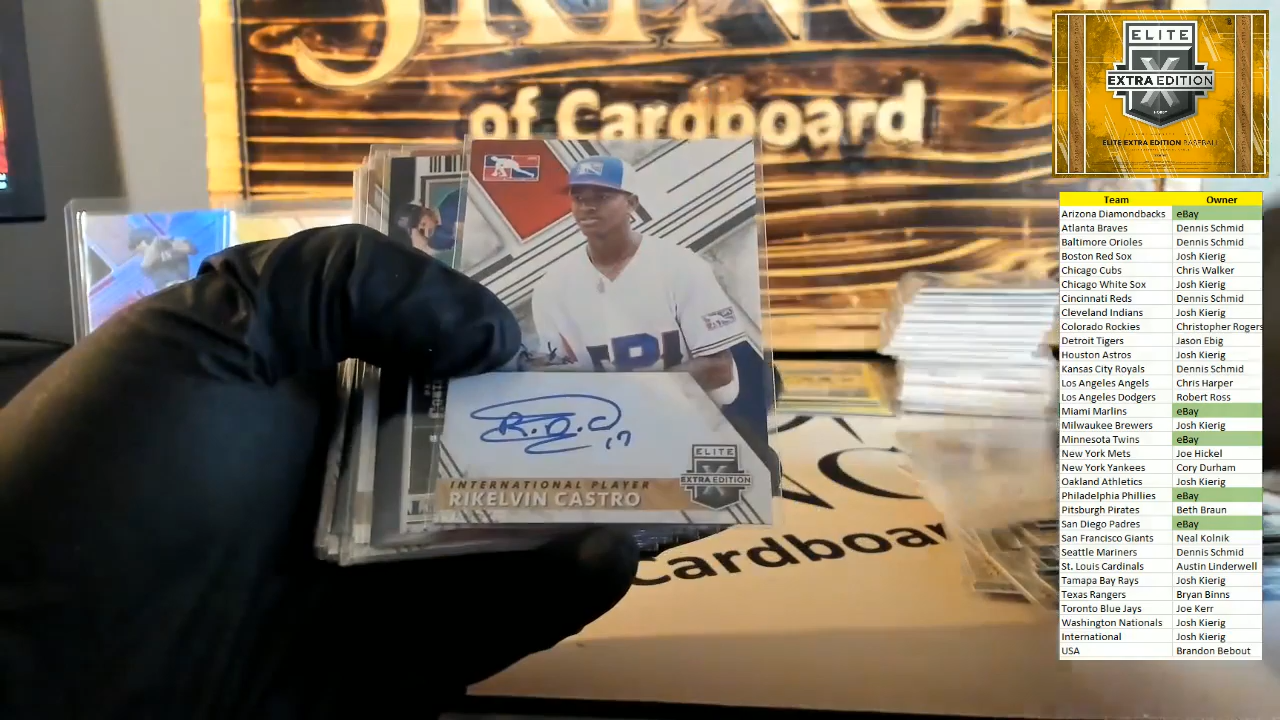 of Cardboard
INTERNATIONAL PLAYER
RIKELVIN CASTRO
ELITE
EXTRA EDITION
R.C 17
Cardboar
ELITE
EXTRA EDITION
ELITE EXTRA EDITION BASEBALL
Team Owner
Arizona Diamondbacks eBay
Atlanta Braves Dennis Schmid
Baltimore Orioles Dennis Schmid
Boston Red Sox Josh Kierig
Chicago Cubs Chris Walker
Chicago White Sox Josh Kierig
Cincinnati Reds Dennis Schmid
Cleveland Indians Josh Kierig
Colorado Rockies Christopher Rogers
Detroit Tigers Jason Ebig
Houston Astros Josh Kierig
Kansas City Royals Dennis Schmid
Los Angeles Angels Chris Harper
Los Angeles Dodgers Robert Ross
Miami Marlins eBay
Milwaukee Brewers Josh Kierig
Minnesota Twins eBay
New York Mets Joe Hickel
New York Yankees Cory Durham
Oakland Athletics Josh Kierig
Philadelphia Phillies eBay
Pitsburgh Pirates Beth Braun
San Diego Padres eBay
San Francisco Giants Neal Kolnik
Seattle Mariners Dennis Schmid
St. Louis Cardinals Austin Linderwell
Tamapa Bay Rays Josh Kierig
Texas Rangers Bryan Binns
Toronto Blue Jays Joe Kerr
Washington Nationals Josh Kierig
International Josh Kierig
USA Brandon Bebout